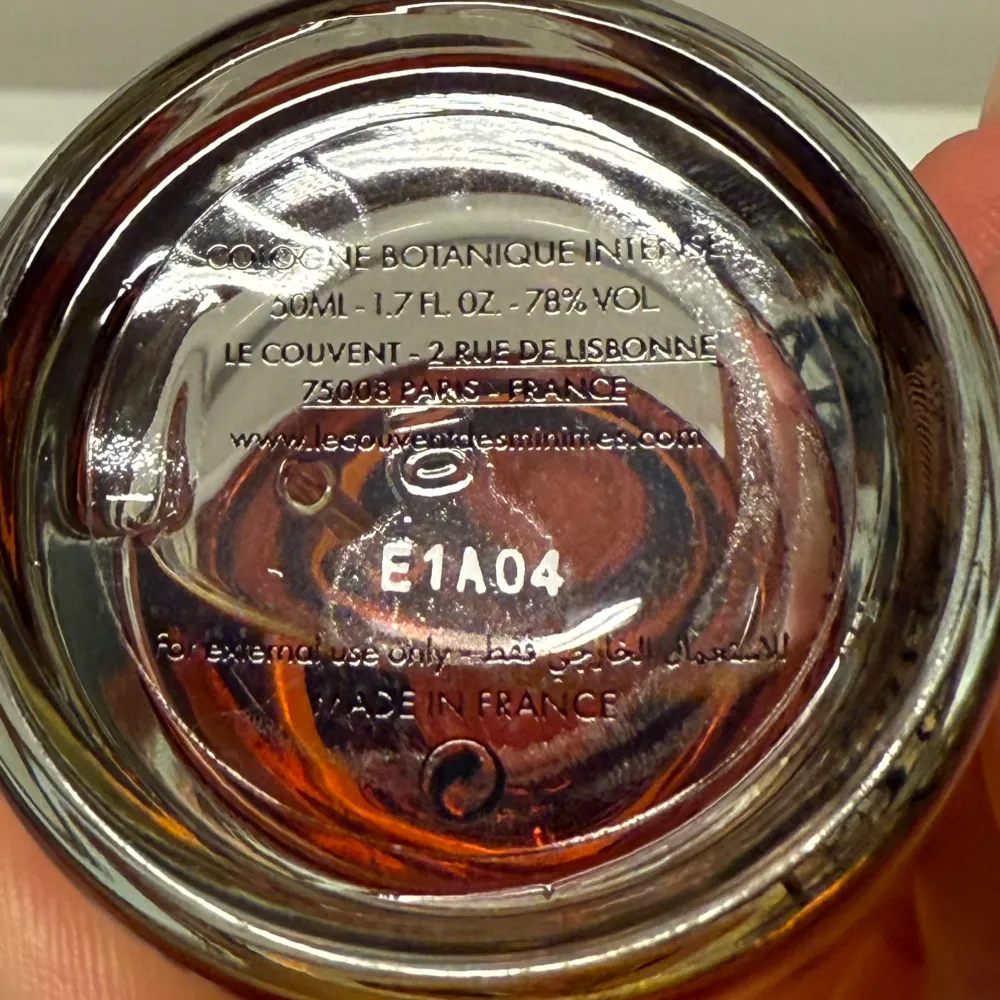 COLOGNE BOTANIQUE INTENSE
50ML - 1.7 FL. OZ. - 78% VOL
LE COUVENT - 2 RUE DE LISBONNE
75008 PARIS - FRANCE
www.lecouventdesminimes.com
E1A04
For external use only - للاستعمال الخارجي فقط
MADE IN FRANCE